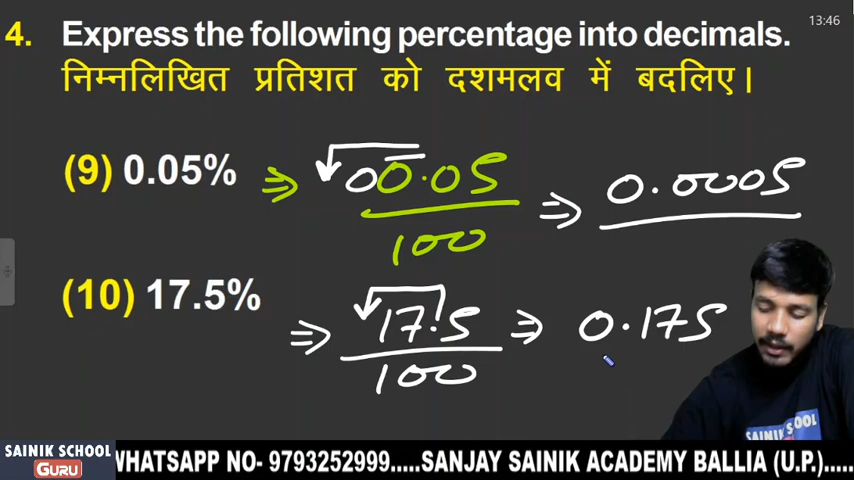 13:46
4. Express the following percentage into decimals.
निम्नलिखित प्रतिशत को दशमलव में बदलिए।
(9) 0.05% ⇒ 00.05 / 100 ⇒ 0.0005
(10) 17.5% ⇒ 17.5 / 100 ⇒ 0.175
SAINIK SCHOOL
SAINIK SCHOOL
Guru
WHATSAPP NO- 9793252999.....SANJAY SAINIK ACADEMY BALLIA (U.P.).....